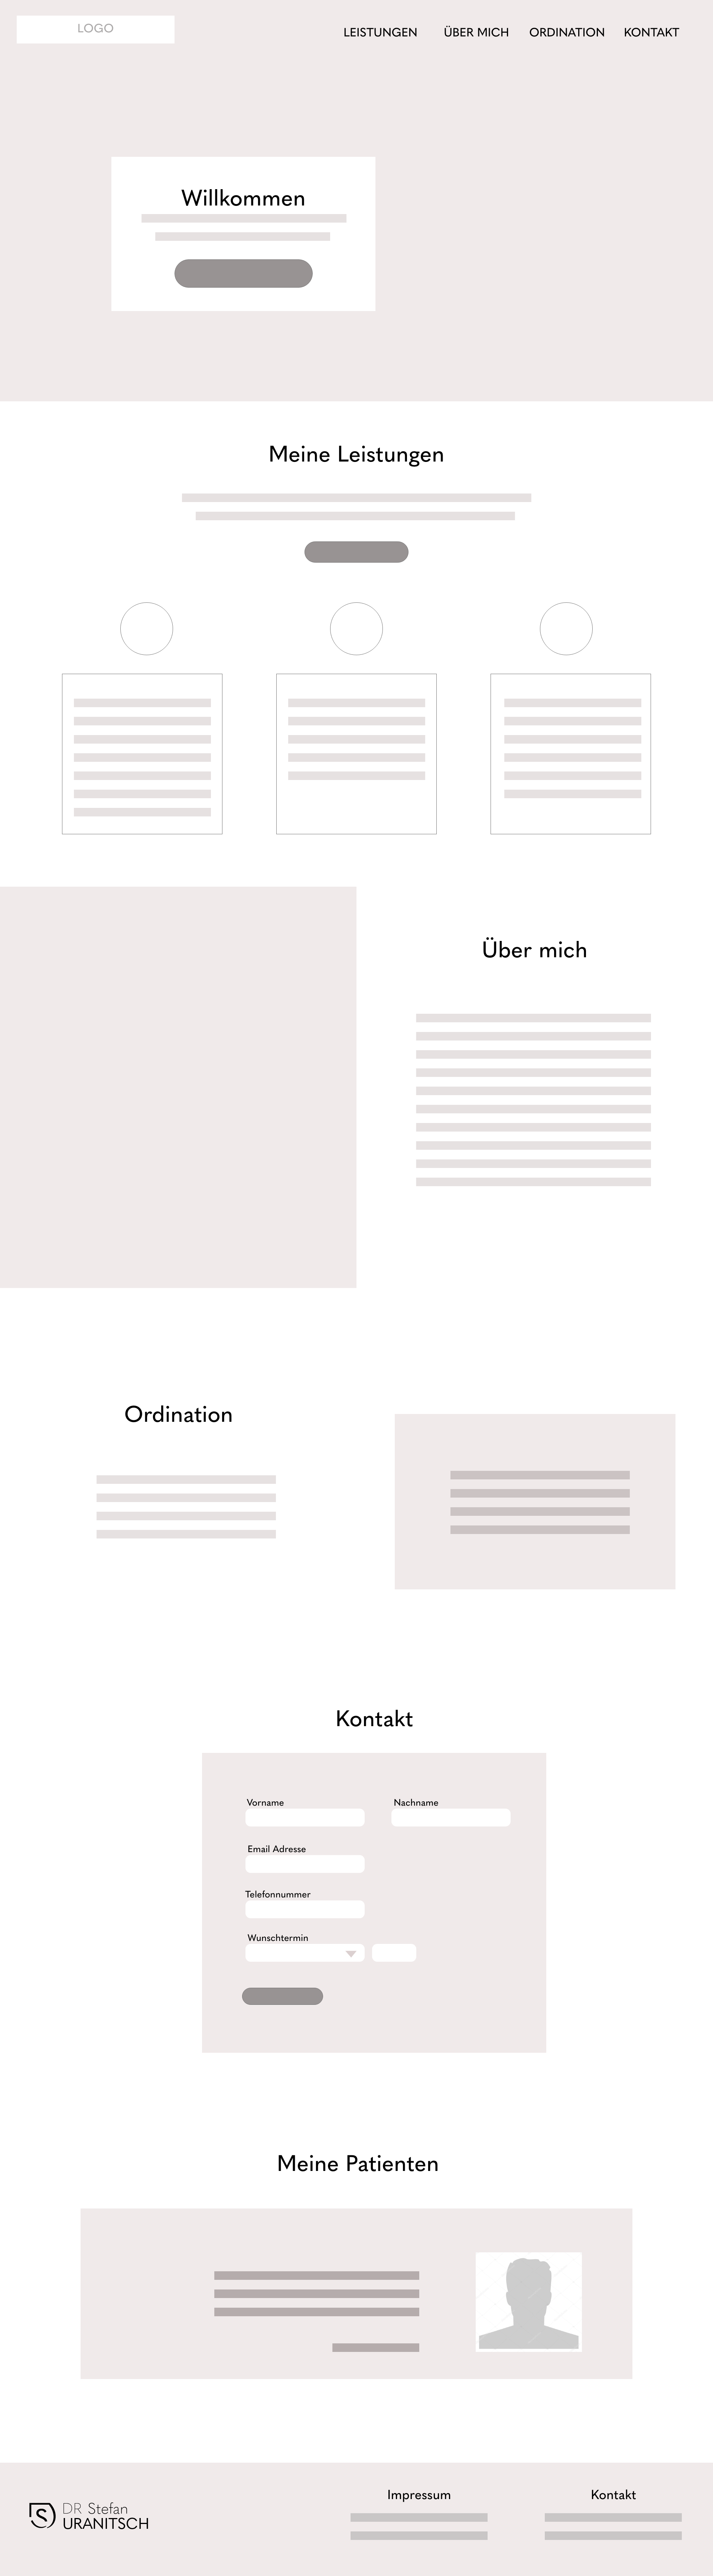 LOGO
LEISTUNGEN ÜBER MICH ORDINATION KONTAKT
Willkommen
Meine Leistungen
Über mich
Ordination
Kontakt
Vorname Nachname
Email Adresse
Telefonnummer
Wunschtermin
Meine Patienten
Impressum Kontakt
DR Stefan
URANITSCH